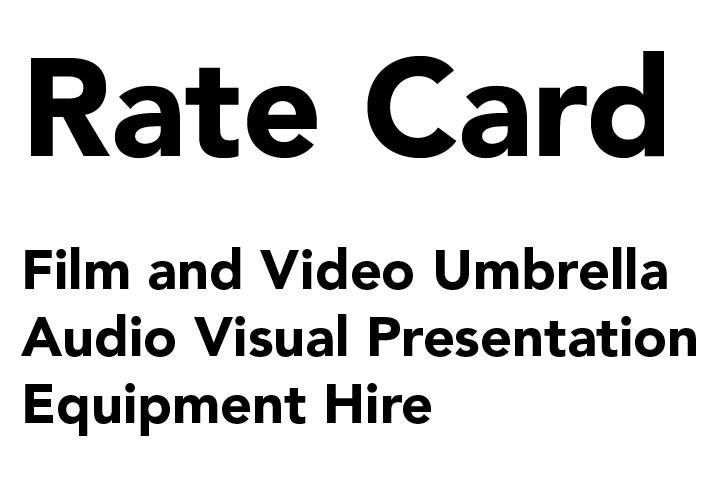 Rate Card
Film and Video Umbrella
Audio Visual Presentation
Equipment Hire